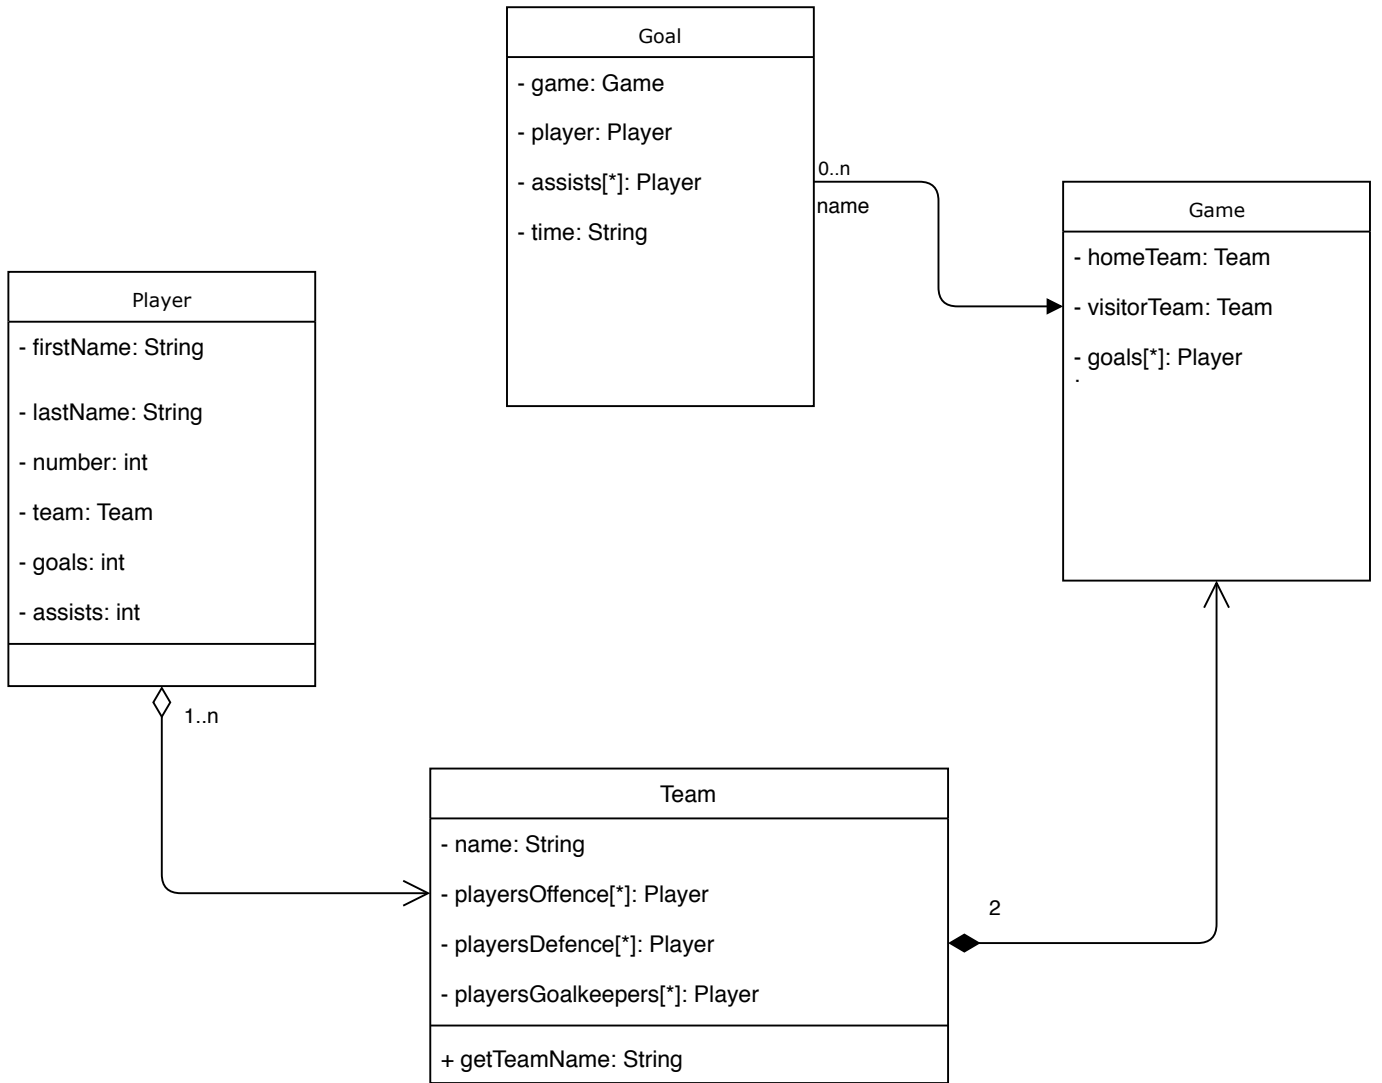 Goal
- game: Game
- player: Player
- assists[*]: Player
- time: String
0..n
name
Game
- homeTeam: Team
- visitorTeam: Team
- goals[*]: Player
.
Player
- firstName: String
- lastName: String
- number: int
- team: Team
- goals: int
- assists: int
1..n
Team
- name: String
- playersOffence[*]: Player
- playersDefence[*]: Player
- playersGoalkeepers[*]: Player
+ getTeamName: String
2